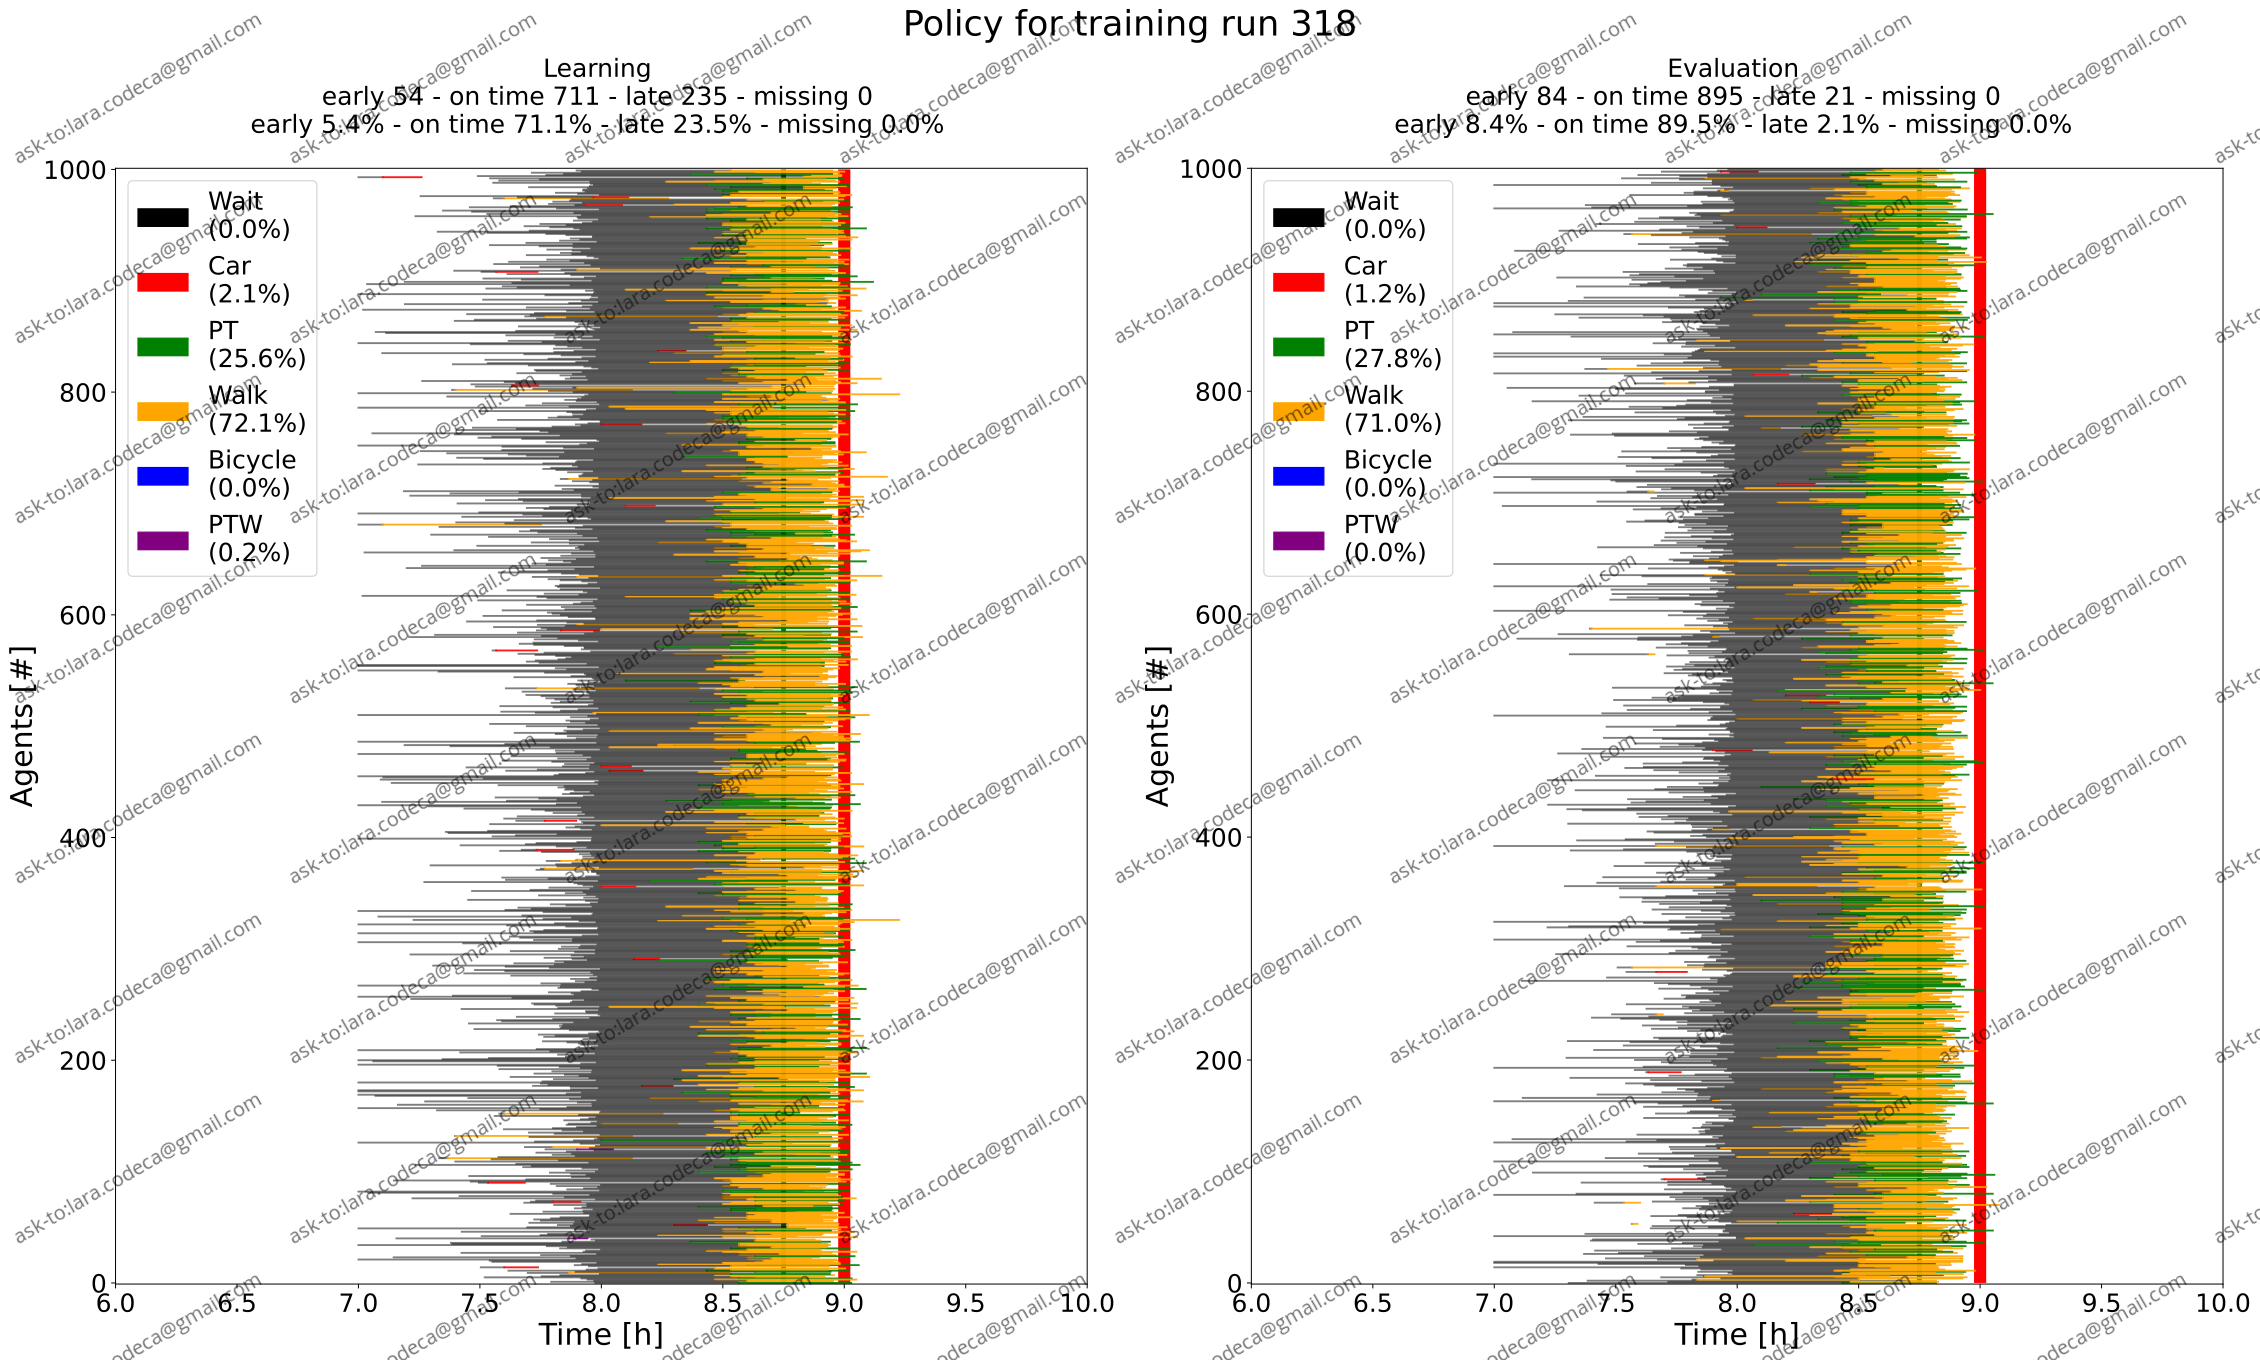 Policy for training run 318
Learning
early 54 - on time 711 - late 235 - missing 0
early 5.4% - on time 71.1% - late 23.5% - missing 0.0%
1000
800
600
400
200
0
Agents [#]
Wait
(0.0%)
Car
(2.1%)
PT
(25.6%)
Walk
(72.1%)
Bicycle
(0.0%)
PTW
(0.2%)
6.0 6.5 7.0 7.5 8.0 8.5 9.0 9.5 10.0
Time [h]
Evaluation
early 84 - on time 895 - late 21 - missing 0
early 8.4% - on time 89.5% - late 2.1% - missing 0.0%
1000
800
600
400
200
0
Agents [#]
Wait
(0.0%)
Car
(1.2%)
PT
(27.8%)
Walk
(71.0%)
Bicycle
(0.0%)
PTW
(0.0%)
6.0 6.5 7.0 7.5 8.0 8.5 9.0 9.5 10.0
Time [h]
ask-to:lara.codeca@gmail.com